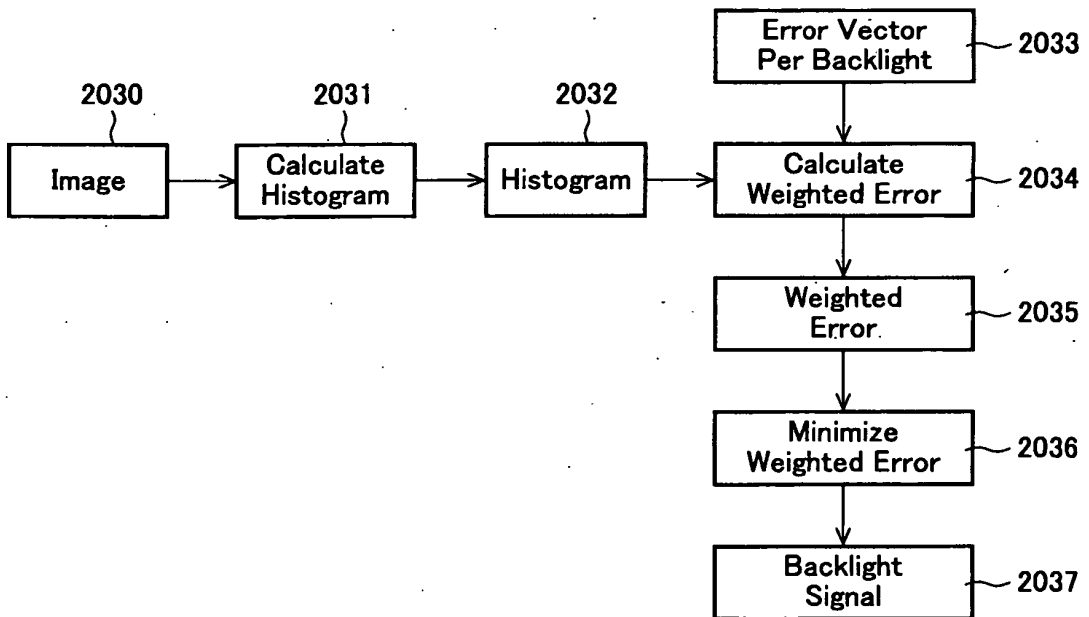 Error Vector
Per Backlight
2033
2030
2031
2032
Image
Calculate
Histogram
Histogram
Calculate
Weighted Error
2034
Weighted
Error
2035
Minimize
Weighted Error
2036
Backlight
Signal
2037